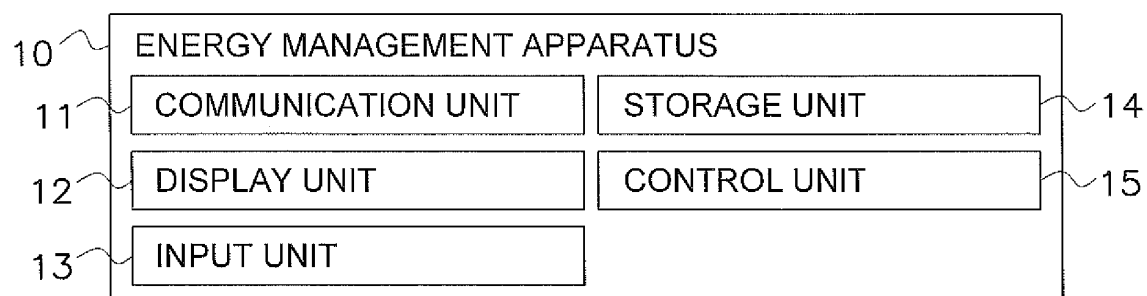 10 ENERGY MANAGEMENT APPARATUS
11 COMMUNICATION UNIT STORAGE UNIT 14
12 DISPLAY UNIT CONTROL UNIT 15
13 INPUT UNIT